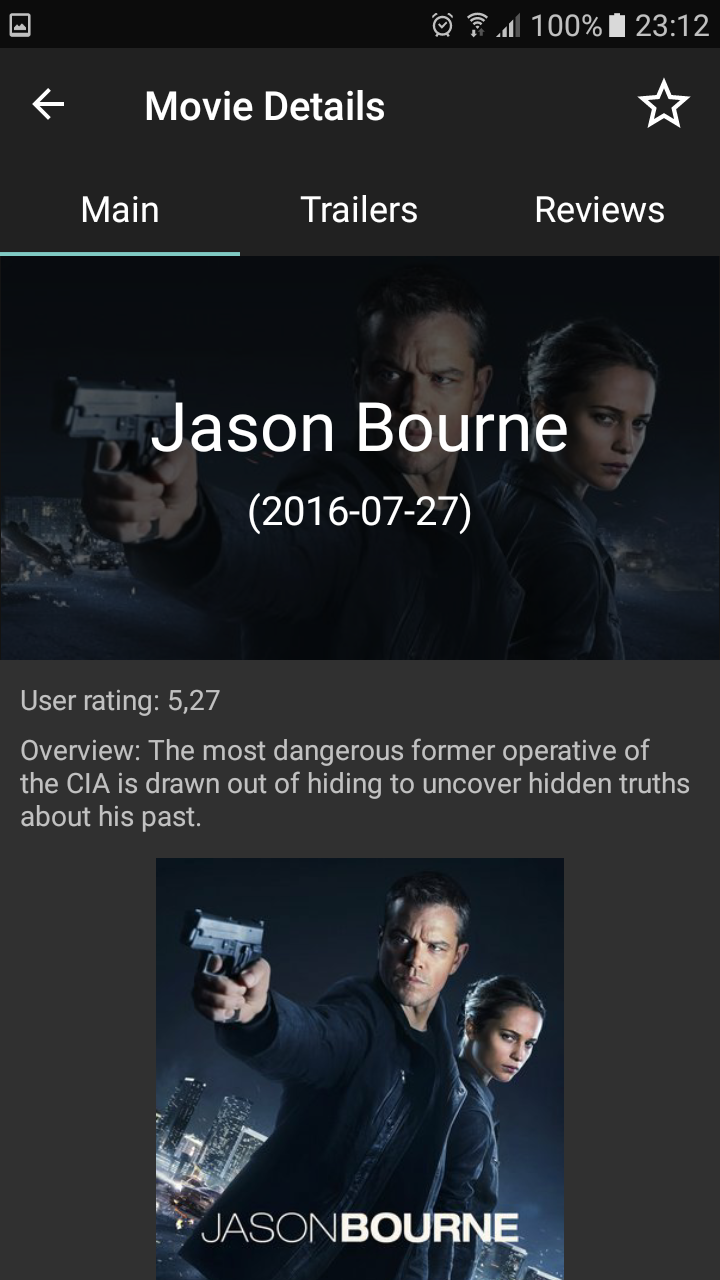 100% 23:12
Movie Details
Main Trailers Reviews
Jason Bourne
(2016-07-27)
User rating: 5,27
Overview: The most dangerous former operative of
the CIA is drawn out of hiding to uncover hidden truths
about his past.
JASONBOURNE